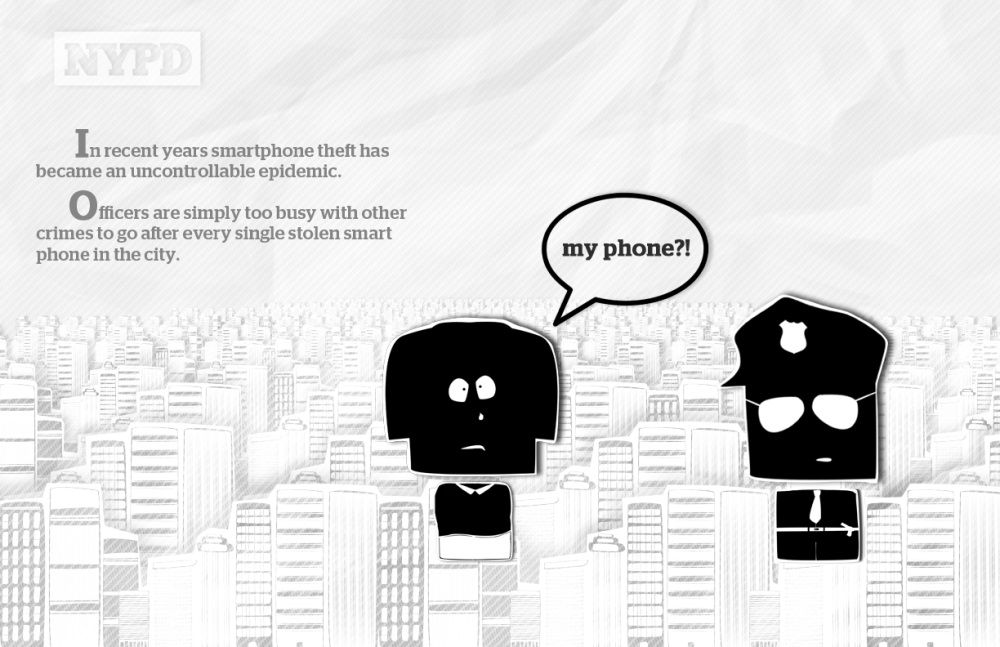 NYPD
In recent years smartphone theft has
became an uncontrollable epidemic.
Officers are simply too busy with other
crimes to go after every single stolen smart
phone in the city.
my phone?!